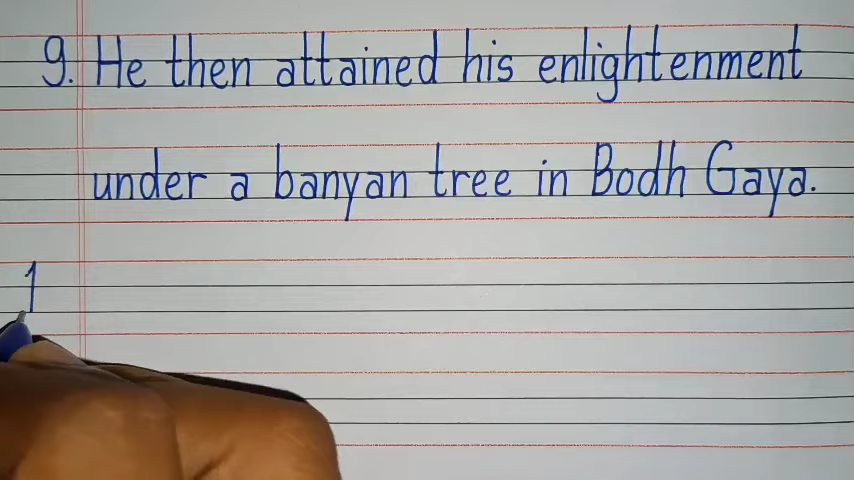 9. He then attained his enlightenment
under a banyan tree in Bodh Gaya.
1